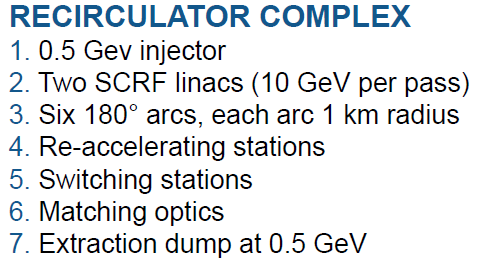 RECIRCULATOR COMPLEX
1. 0.5 Gev injector
2. Two SCRF linacs (10 GeV per pass)
3. Six 180° arcs, each arc 1 km radius
4. Re-accelerating stations
5. Switching stations
6. Matching optics
7. Extraction dump at 0.5 GeV